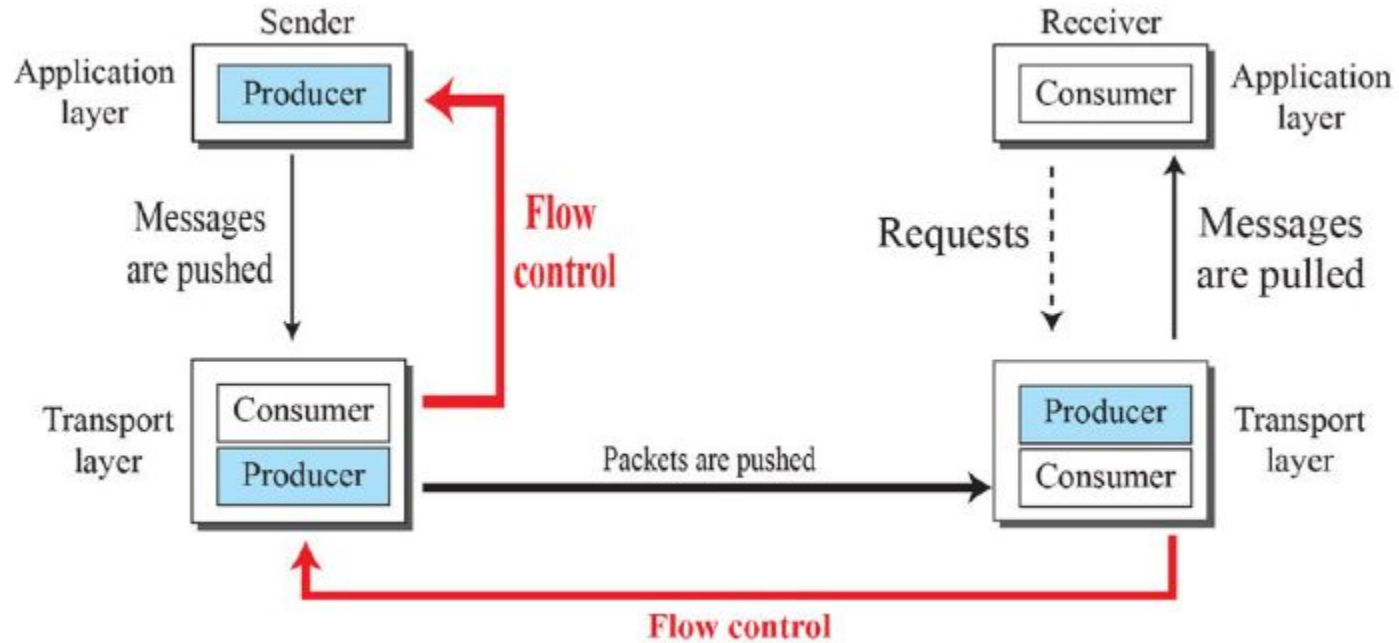 Sender
Receiver
Application
layer
Producer
Consumer
Application
layer
Messages
are pushed
Flow
control
Requests
Messages
are pulled
Transport
layer
Consumer
Producer
Packets are pushed
Producer
Consumer
Transport
layer
Flow control